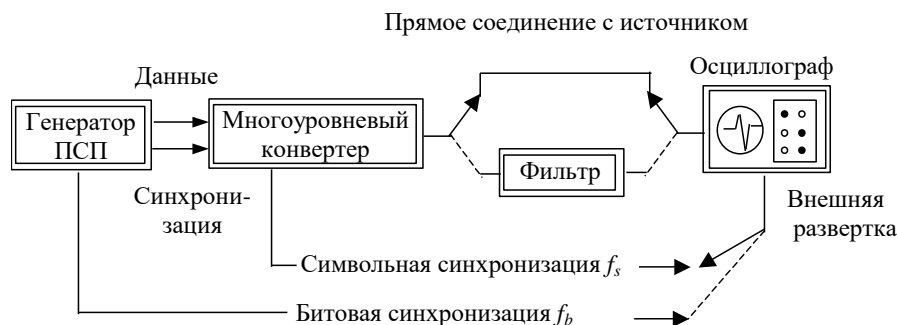 Прямое соединение с источником
Данные
Осциллограф
Генератор
ПСП
Многоуровневый
конвертер
Фильтр
Синхрони-
зация
Внешняя
развертка
Символьная синхронизация fs
Битовая синхронизация fb